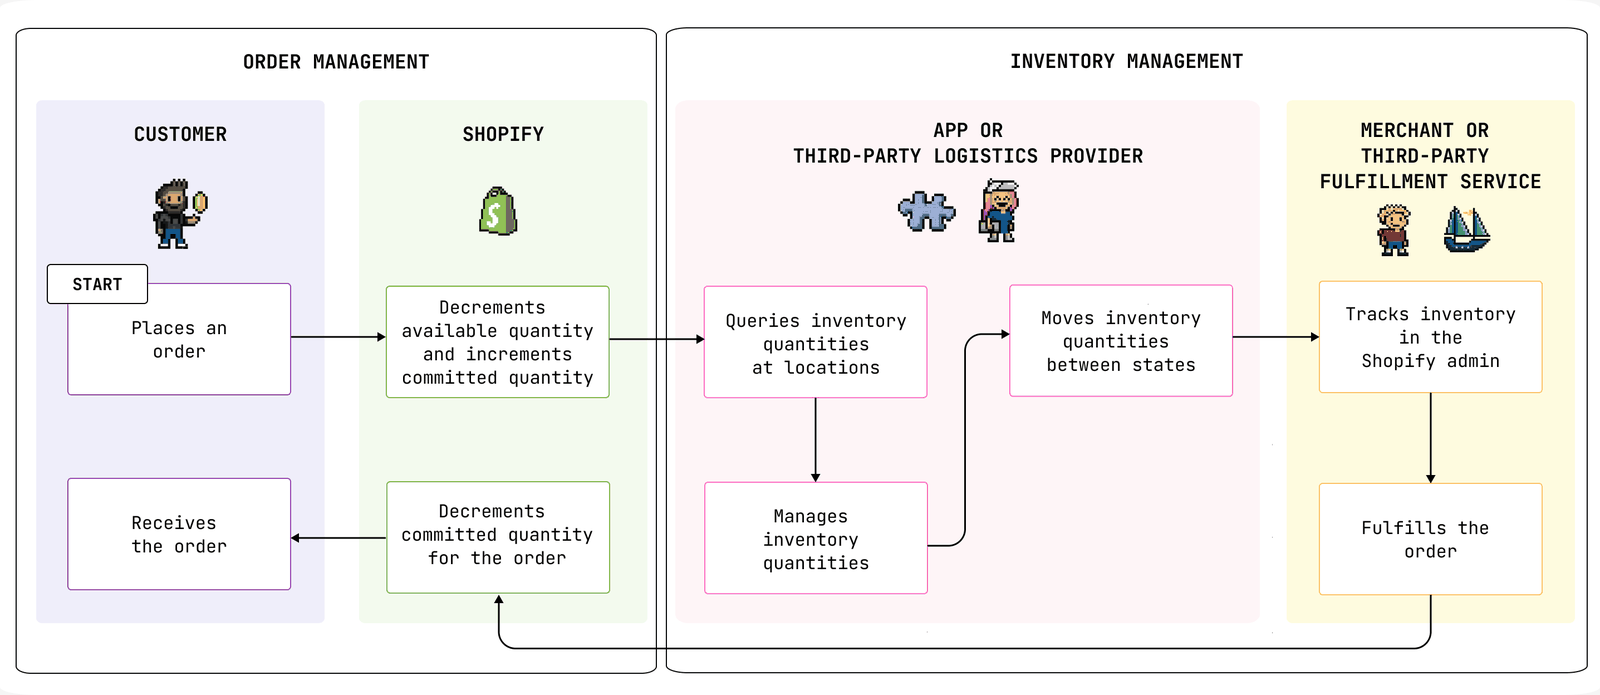 ORDER MANAGEMENT
INVENTORY MANAGEMENT
CUSTOMER
SHOPIFY
APP OR
THIRD-PARTY LOGISTICS PROVIDER
MERCHANT OR
THIRD-PARTY
FULFILLMENT SERVICE
START
Places an
order
Decrements
available quantity
and increments
committed quantity
Queries inventory
quantities
at locations
Moves inventory
quantities
between states
Tracks inventory
in the
Shopify admin
Receives
the order
Decrements
committed quantity
for the order
Manages
inventory
quantities
Fulfills the
order